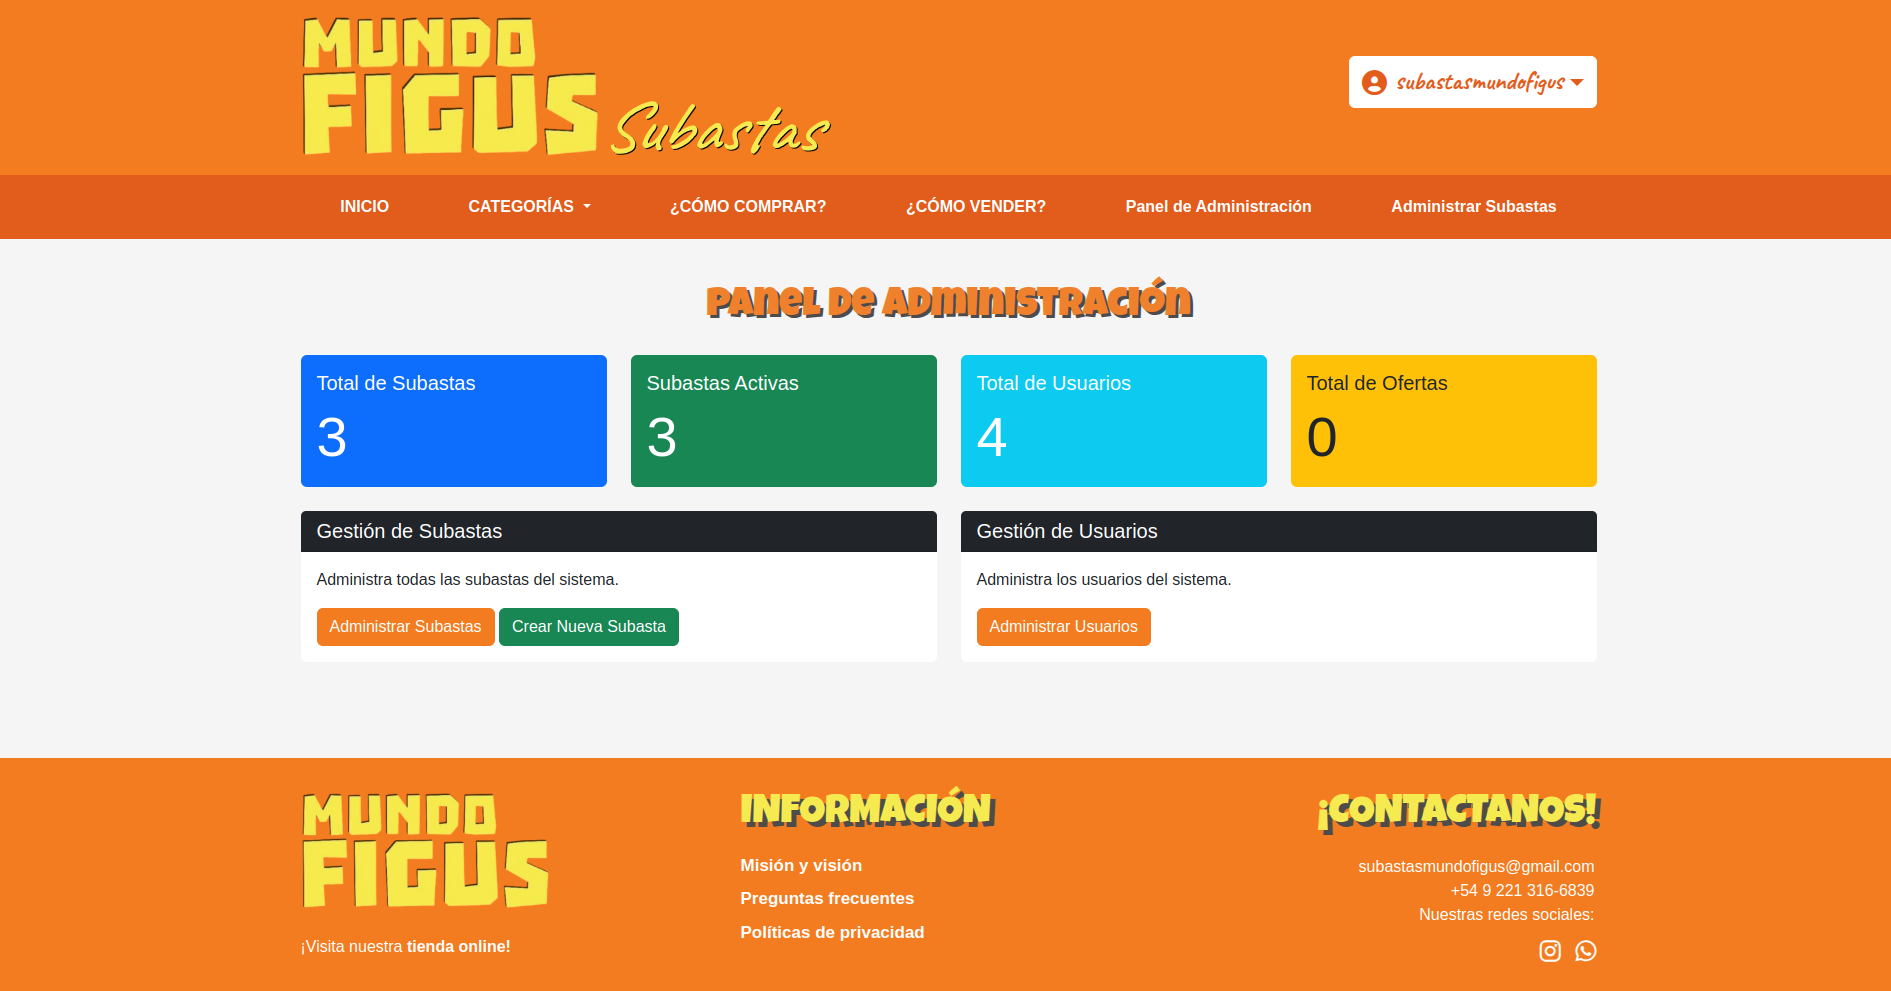 MUNDO
FIGUS Subastas
subastasmundofigus
INICIO CATEGORÍAS ¿CÓMO COMPRAR? ¿CÓMO VENDER? Panel de Administración Administrar Subastas
Panel de Administración
Total de Subastas
3
Subastas Activas
3
Total de Usuarios
4
Total de Ofertas
0
Gestión de Subastas
Administra todas las subastas del sistema.
Administrar Subastas Crear Nueva Subasta
Gestión de Usuarios
Administra los usuarios del sistema.
Administrar Usuarios
MUNDO
FIGUS
¡Visita nuestra tienda online!
INFORMACIÓN
Misión y visión
Preguntas frecuentes
Políticas de privacidad
¡CONTACTANOS!
subastasmundofigus@gmail.com
+54 9 221 316-6839
Nuestras redes sociales: